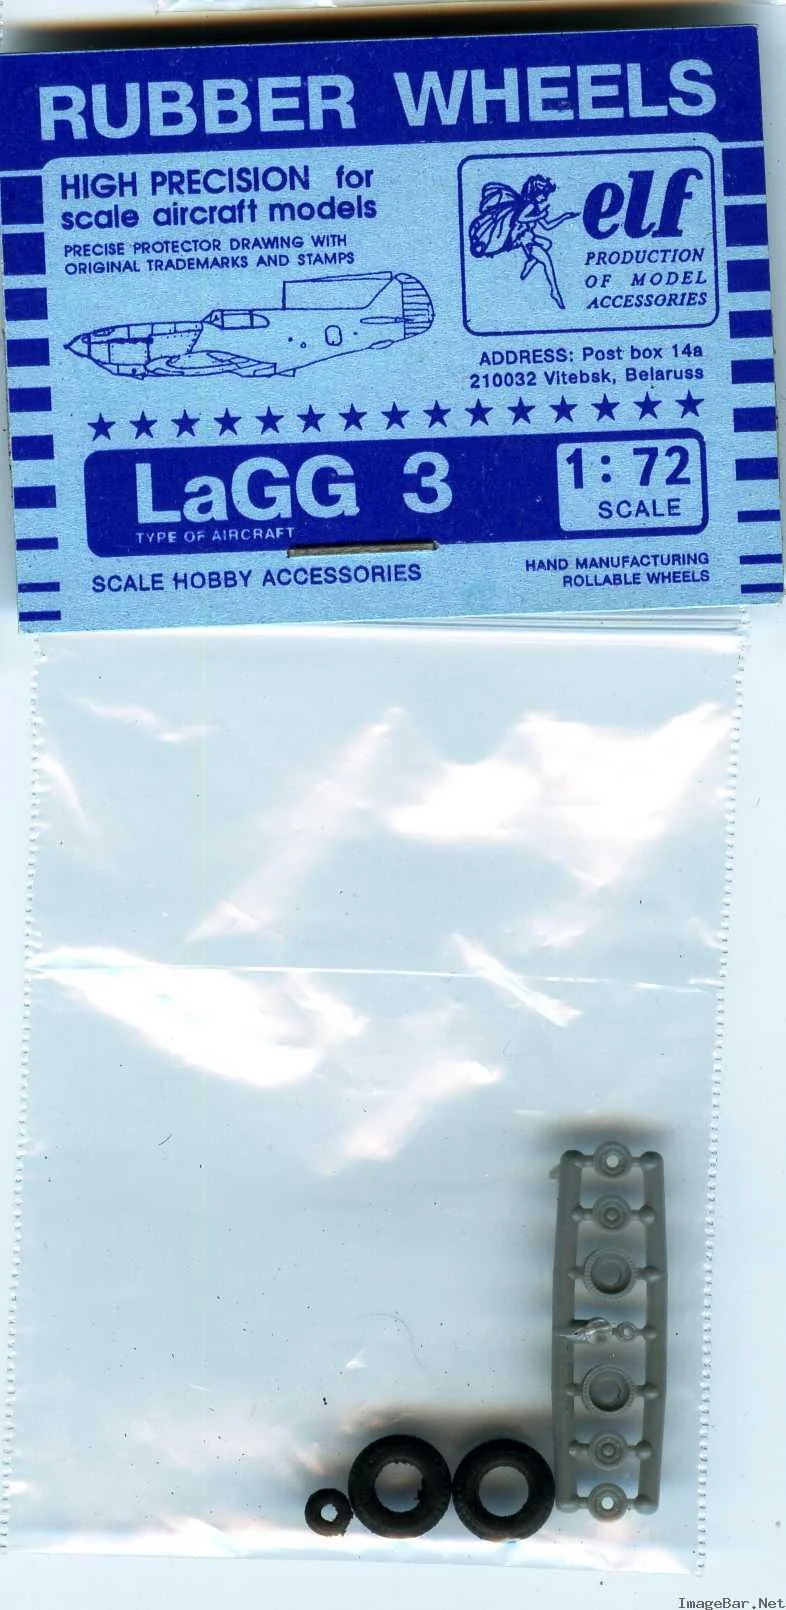 RUBBER WHEELS
HIGH PRECISION for
scale aircraft models
PRECISE PROTECTOR DRAWING WITH
ORIGINAL TRADEMARKS AND STAMPS
elf
PRODUCTION
OF MODEL
ACCESSORIES
ADDRESS: Post box 14a
210032 Vitebsk, Belaruss
LaGG 3
TYPE OF AIRCRAFT
1:72
SCALE
SCALE HOBBY ACCESSORIES
HAND MANUFACTURING
ROLLABLE WHEELS
ImageBar.Net